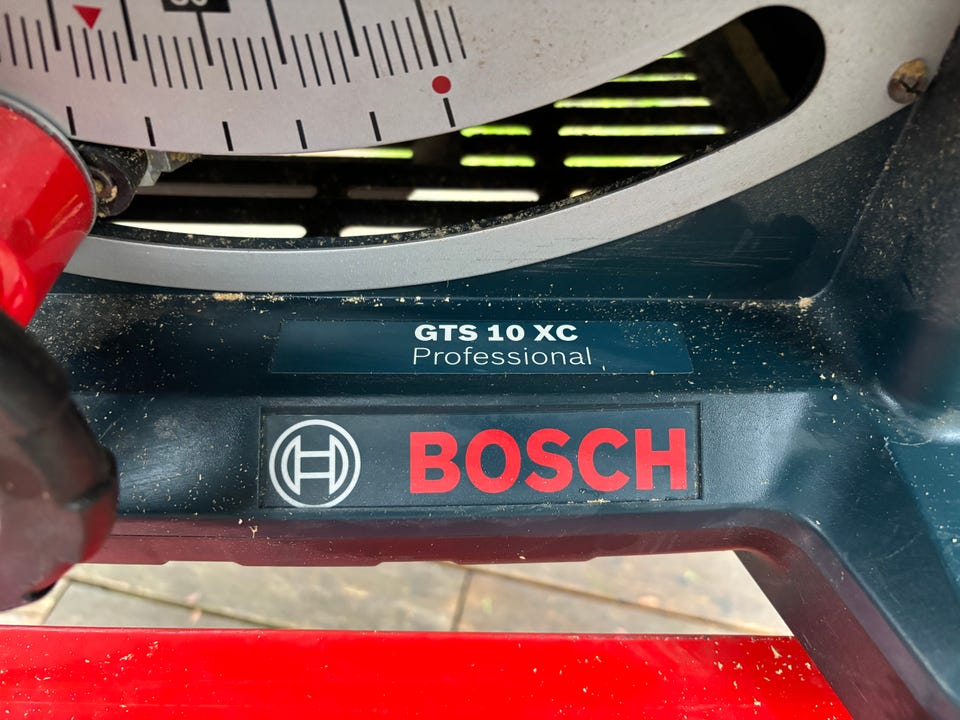 GTS 10 XC
Professional
BOSCH